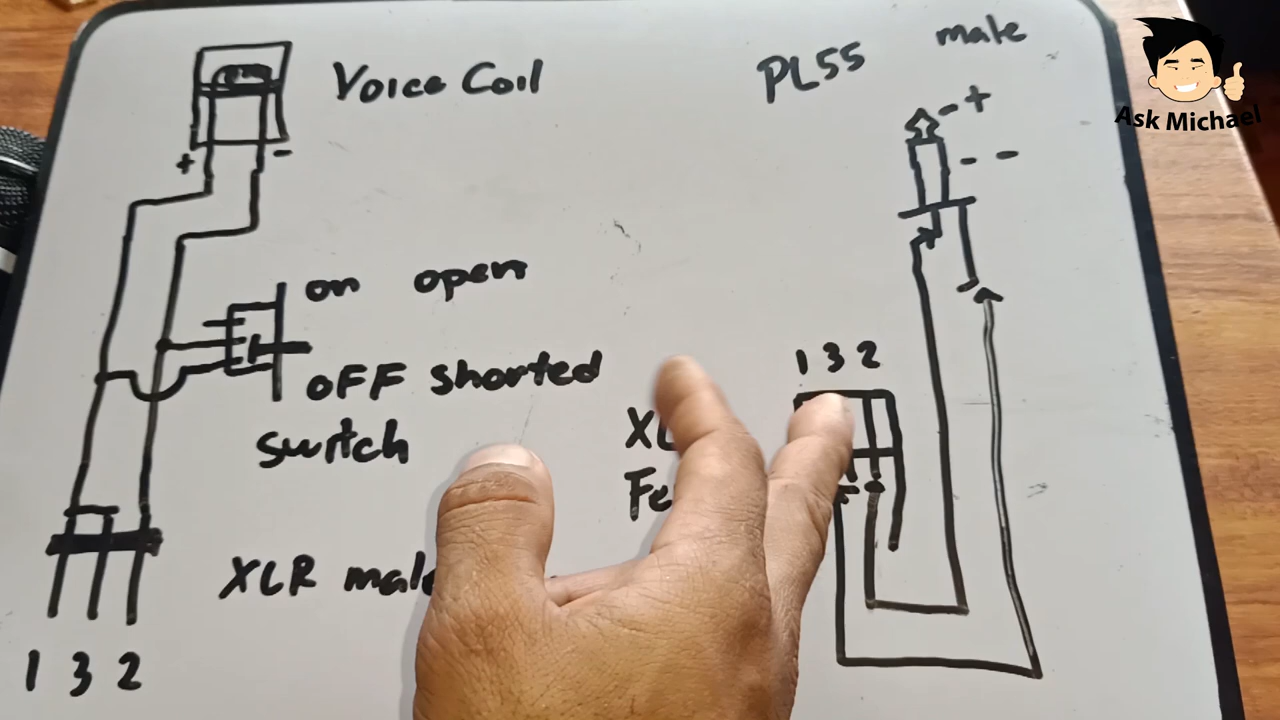 Voice Coil
PL55 male
Ask Michael
+ -
- +
- -
on open
OFF shorted
switch
1 3 2
XLR male
1 3 2